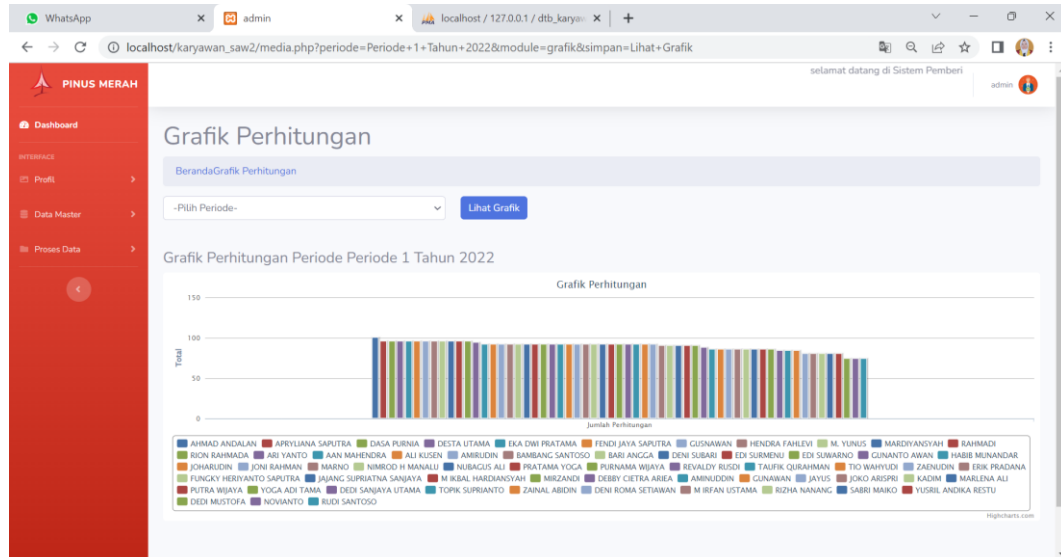 WhatsApp
admin
localhost / 127.0.0.1 / dtb_karyaw
localhost/karyawan_saw2/media.php?periode=Periode+1+Tahun+2022&module=grafik&simpan=Lihat+Grafik
PINUS MERAH
selamat datang di Sistem Pemberi
admin
Dashboard
INTERFACE
Profil
Data Master
Proses Data
Grafik Perhitungan
BerandaGrafik Perhitungan
-Pilih Periode-
Lihat Grafik
Grafik Perhitungan Periode Periode 1 Tahun 2022
Grafik Perhitungan
150
100
50
0
Total
Jumlah Perhitungan
AHMAD ANDALAN APRYLIANA SAPUTRA DASA PURNIA DESTA UTAMA EKA DWI PRATAMA FENDI JAYA SAPUTRA GUSNAWAN HENDRA FAHLEVI M. YUNUS MARDIYANSYAH RAHMADI
RION RAHMADA ARI YANTO AAN MAHENDRA ALI KUSEN AMIRUDIN BAMBANG SANTOSO BARI ANGGA DENI SUBARI EDI SURMENU EDI SUWARNO GUNANTO AWAN HABIB MUNANDAR
JOHARUDIN JONI RAHMAN MARNO NIMROD H MANALU NUBAGUS ALI PRATAMA YOGA PURNAMA WIJAYA REVALDY RUSDI TAUFIK QURAHMAN TIO WAHYUDI ZAENUDIN ERIK PRADANA
FUNGKY HERIYANTO SAPUTRA JAJANG SUPRIATNA SANJAYA M IKBAL HARDIANSYAH MIRZANDI DEBBY CIETRA ARIEA AMINUDDIN GUNAWAN JAYUS JOKO ARISPRI KADIM MARLENA ALI
PUTRA WIJAYA YOGA ADI TAMA DEDI SANJAYA UTAMA TOPIK SUPRIANTO ZAINAL ABIDIN DENI ROMA SETIAWAN M IRFAN USTAMA RIZHA NANANG SABRI MAIKO YUSRIL ANDIKA RESTU
DEDI MUSTOFA NOVIANTO RUDI SANTOSO
Highcharts.com